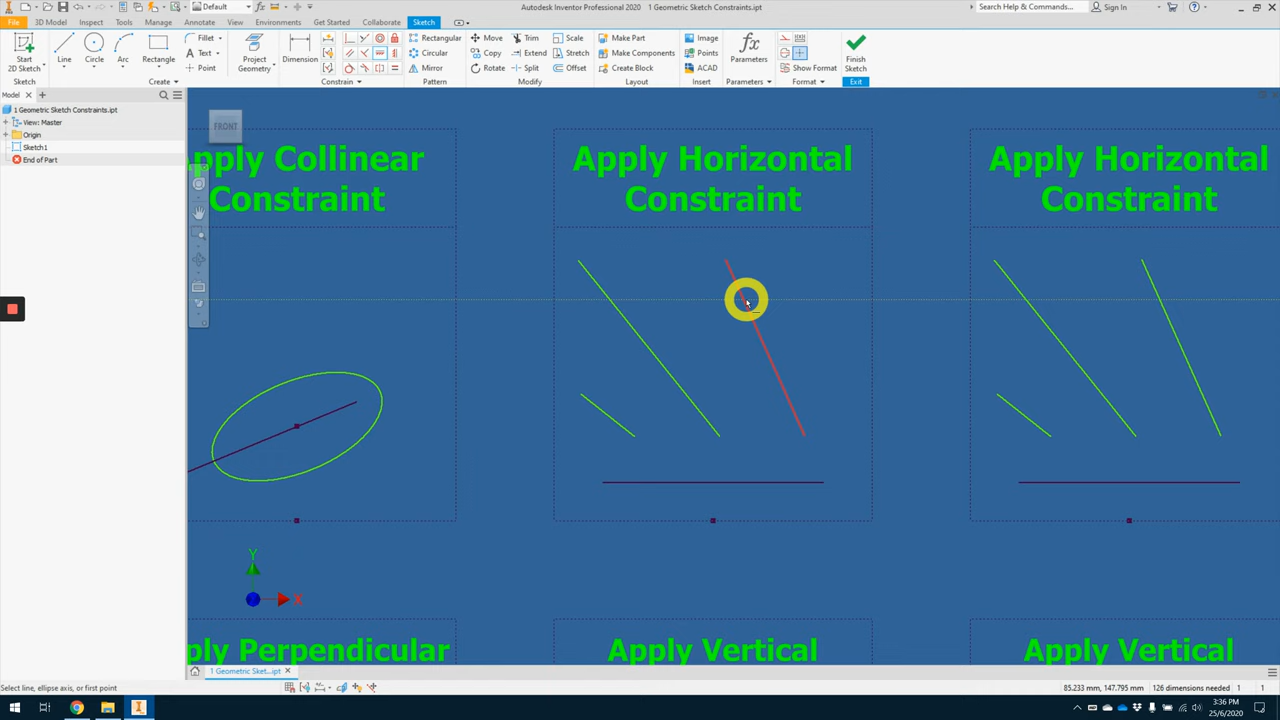 Default
Autodesk Inventor Professional 2020 1 Geometric Sketch Constraints.ipt
Search Help & Commands...
Sign In
File 3D Model Inspect Tools Manage Annotate View Environments Get Started Collaborate Sketch
Start
2D Sketch
Line
Circle
Arc
Rectangle
Fillet
Text
Point
Project
Geometry
Dimension
Rectangular
Circular
Mirror
Move
Copy
Rotate
Trim
Extend
Split
Scale
Stretch
Offset
Make Part
Make Components
Create Block
Image
Points
ACAD
fx
Parameters
Show Format
Finish
Sketch
Sketch Create Constrain Pattern Modify Layout Insert Parameters Format Exit
Model
1 Geometric Sketch Constraints.ipt
View: Master
Origin
Sketch1
End of Part
FRONT
pply Collinear
Constraint
Apply Horizontal
Constraint
Apply Horizontal
Constraint
Y
X
ply Perpendicular
Apply Vertical
Apply Vertical
1 Geometric Sket...ipt
Select line, ellipse axis, or first point
85.233 mm, 147.795 mm 126 dimensions needed 1 1
3:36 PM
25/6/2020